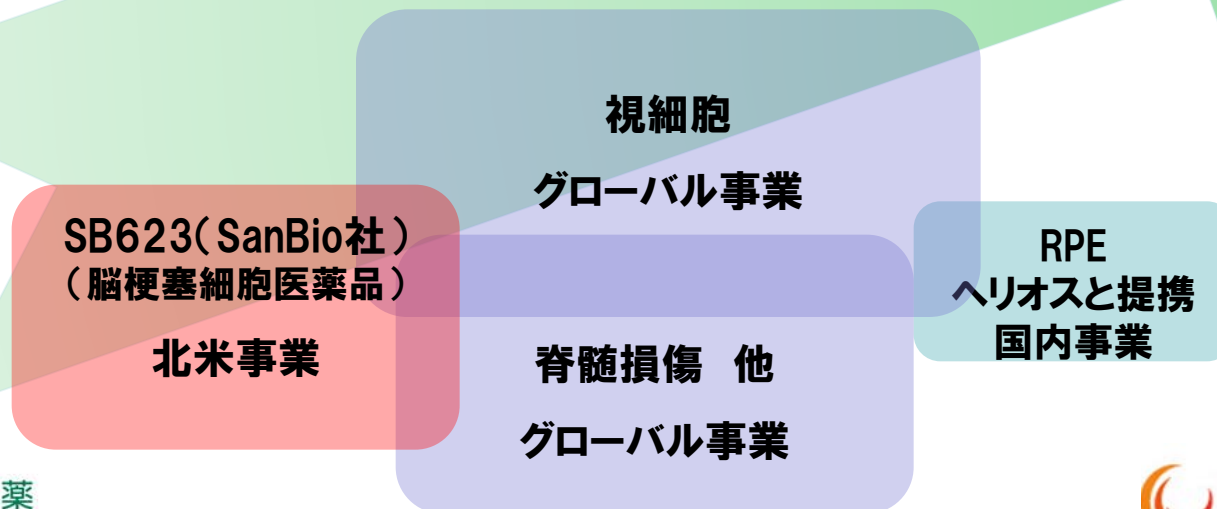 視細胞
グローバル事業
SB623(SanBio社)
(脳梗塞細胞医薬品)
北米事業
RPE
ヘリオスと提携
国内事業
脊髄損傷 他
グローバル事業
薬